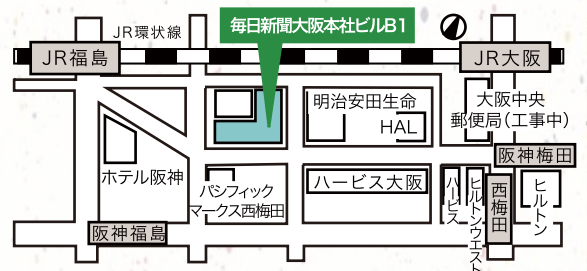 毎日新聞大阪本社ビルB1
JR環状線
JR福島
JR大阪
明治安田生命
HAL
大阪中央
郵便局（工事中）
阪神梅田
ホテル阪神
パシフィック
マークス西梅田
ハービス大阪
ハービス
ヒルトンウエスト
西梅田
ヒルトン
阪神福島